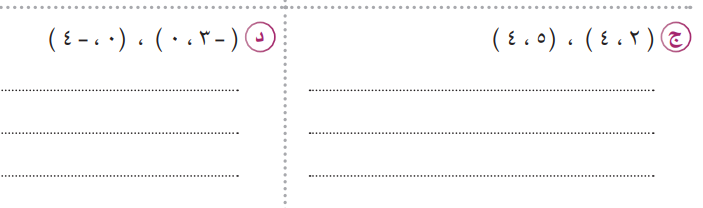 ج ( ٢ ، ٤ ) ، ( ٥ ، ٤ )
د ( – ٣ ، ٠ ) ، ( ٠ ، – ٤ )